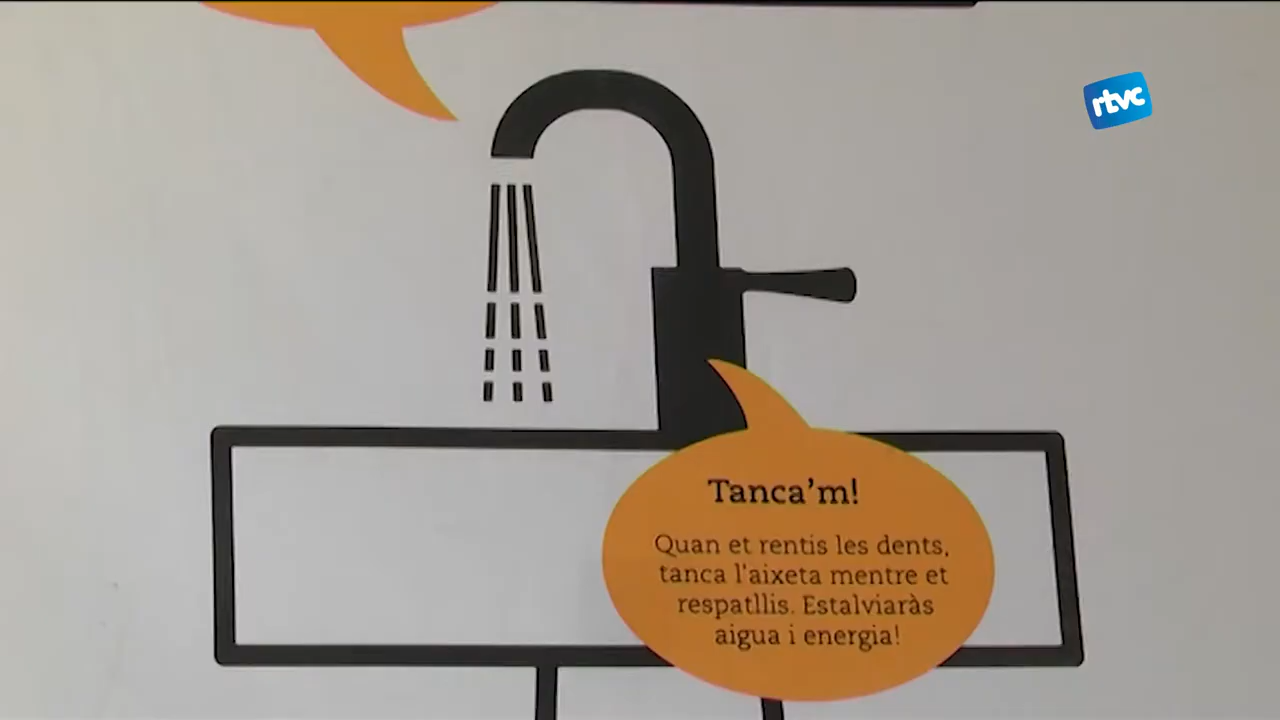 rtvc
Tanca'm!
Quan et rentis les dents,
tanca l'aixeta mentre et
respatllis. Estalviaràs
aigua i energia!